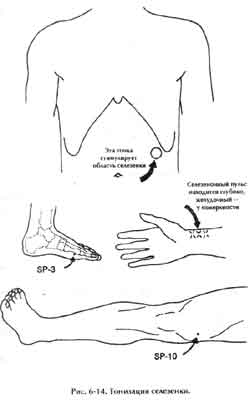 Эта точка
стимулирует
область селезенки
Селезеночный пульс
находится глубоко,
желудочный —
у поверхности
SP-3
SP-10
Рис. 6-14. Тонизация селезенки.